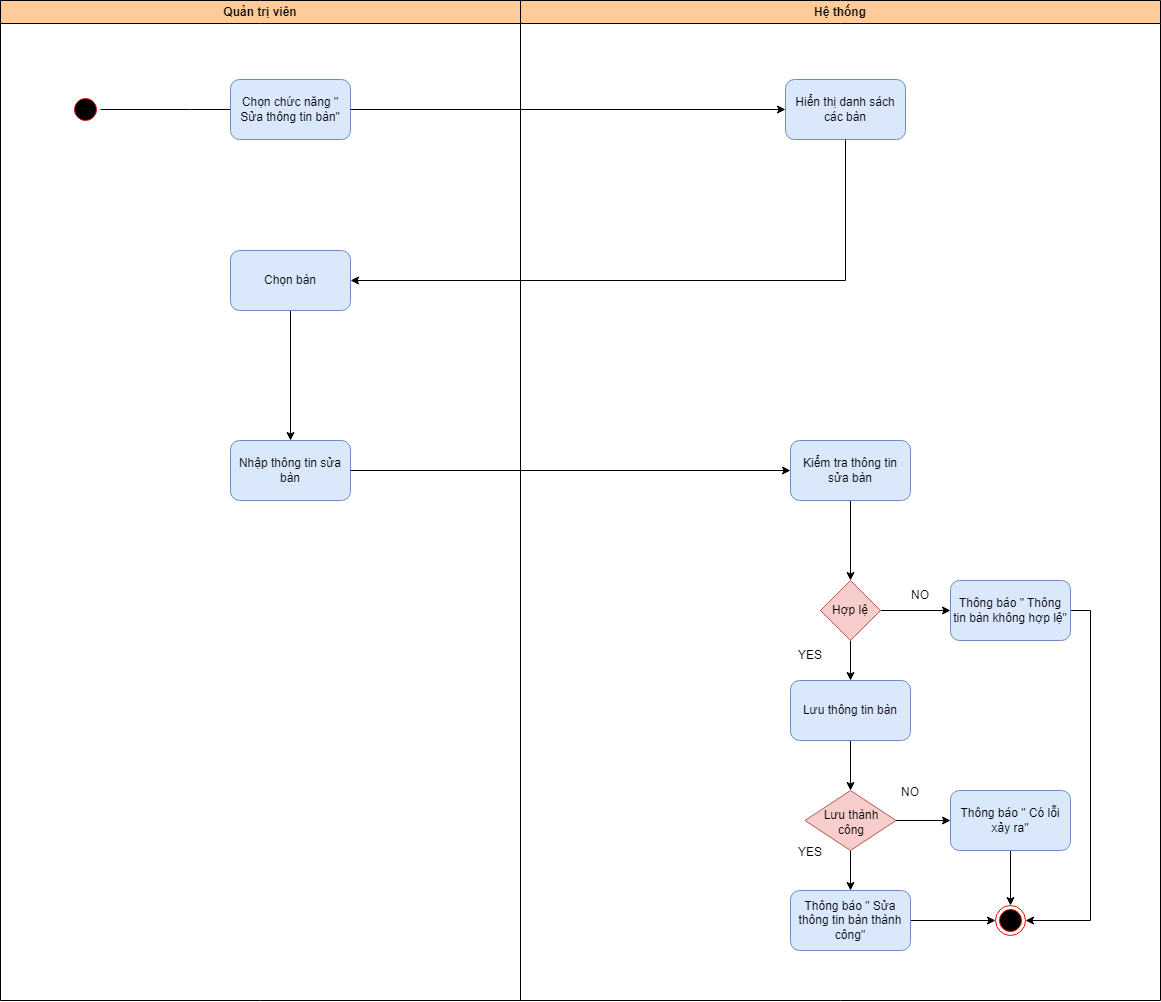 Quản trị viên
Hệ thống
Chọn chức năng "
Sửa thông tin bàn"
Hiển thị danh sách
các bàn
Chọn bàn
Nhập thông tin sửa
bàn
Kiểm tra thông tin
sửa bàn
Hợp lệ
NO
Thông báo " Thông
tin bàn không hợp lệ"
YES
Lưu thông tin bản
Lưu thành
công
NO
Thông báo " Có lỗi
xảy ra"
YES
Thông báo " Sửa
thông tin bàn thành
công"